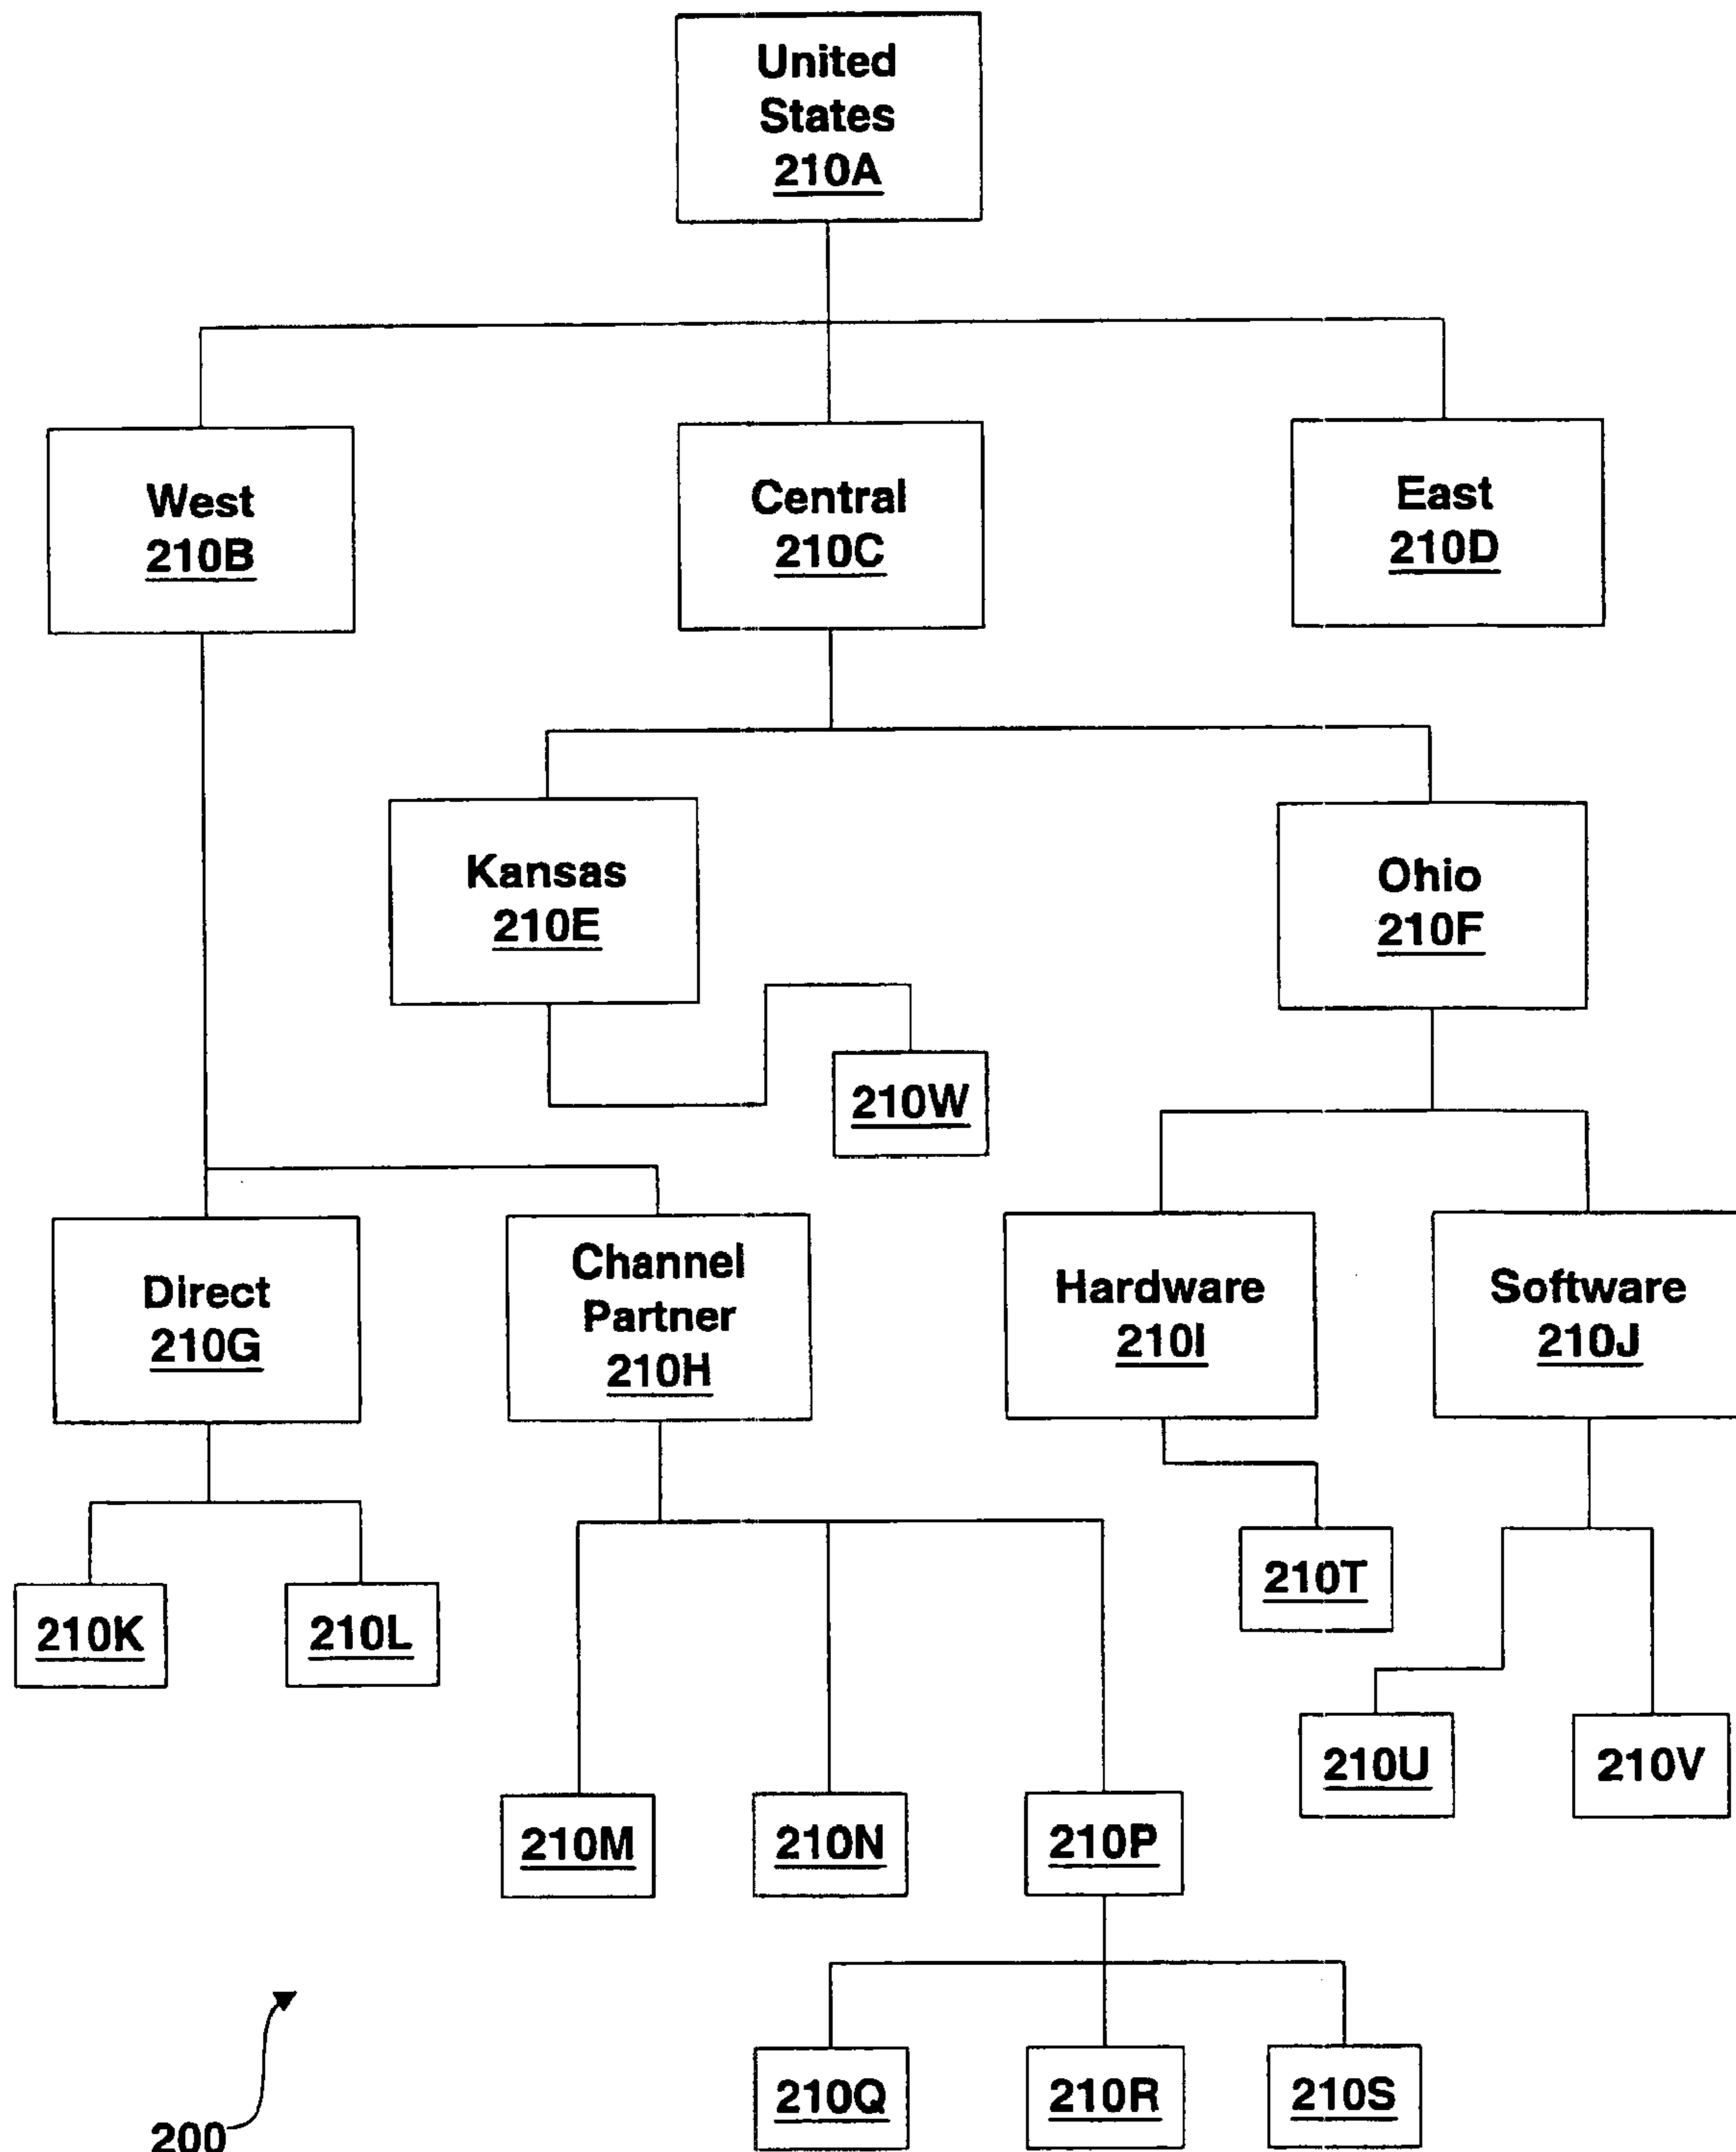 United
States
210A
West
210B
Central
210C
East
210D
Kansas
210E
Ohio
210F
210W
Direct
210G
Channel
Partner
210H
Hardware
210I
Software
210J
210K
210L
210T
210U
210V
210M
210N
210P
210Q
210R
210S
200